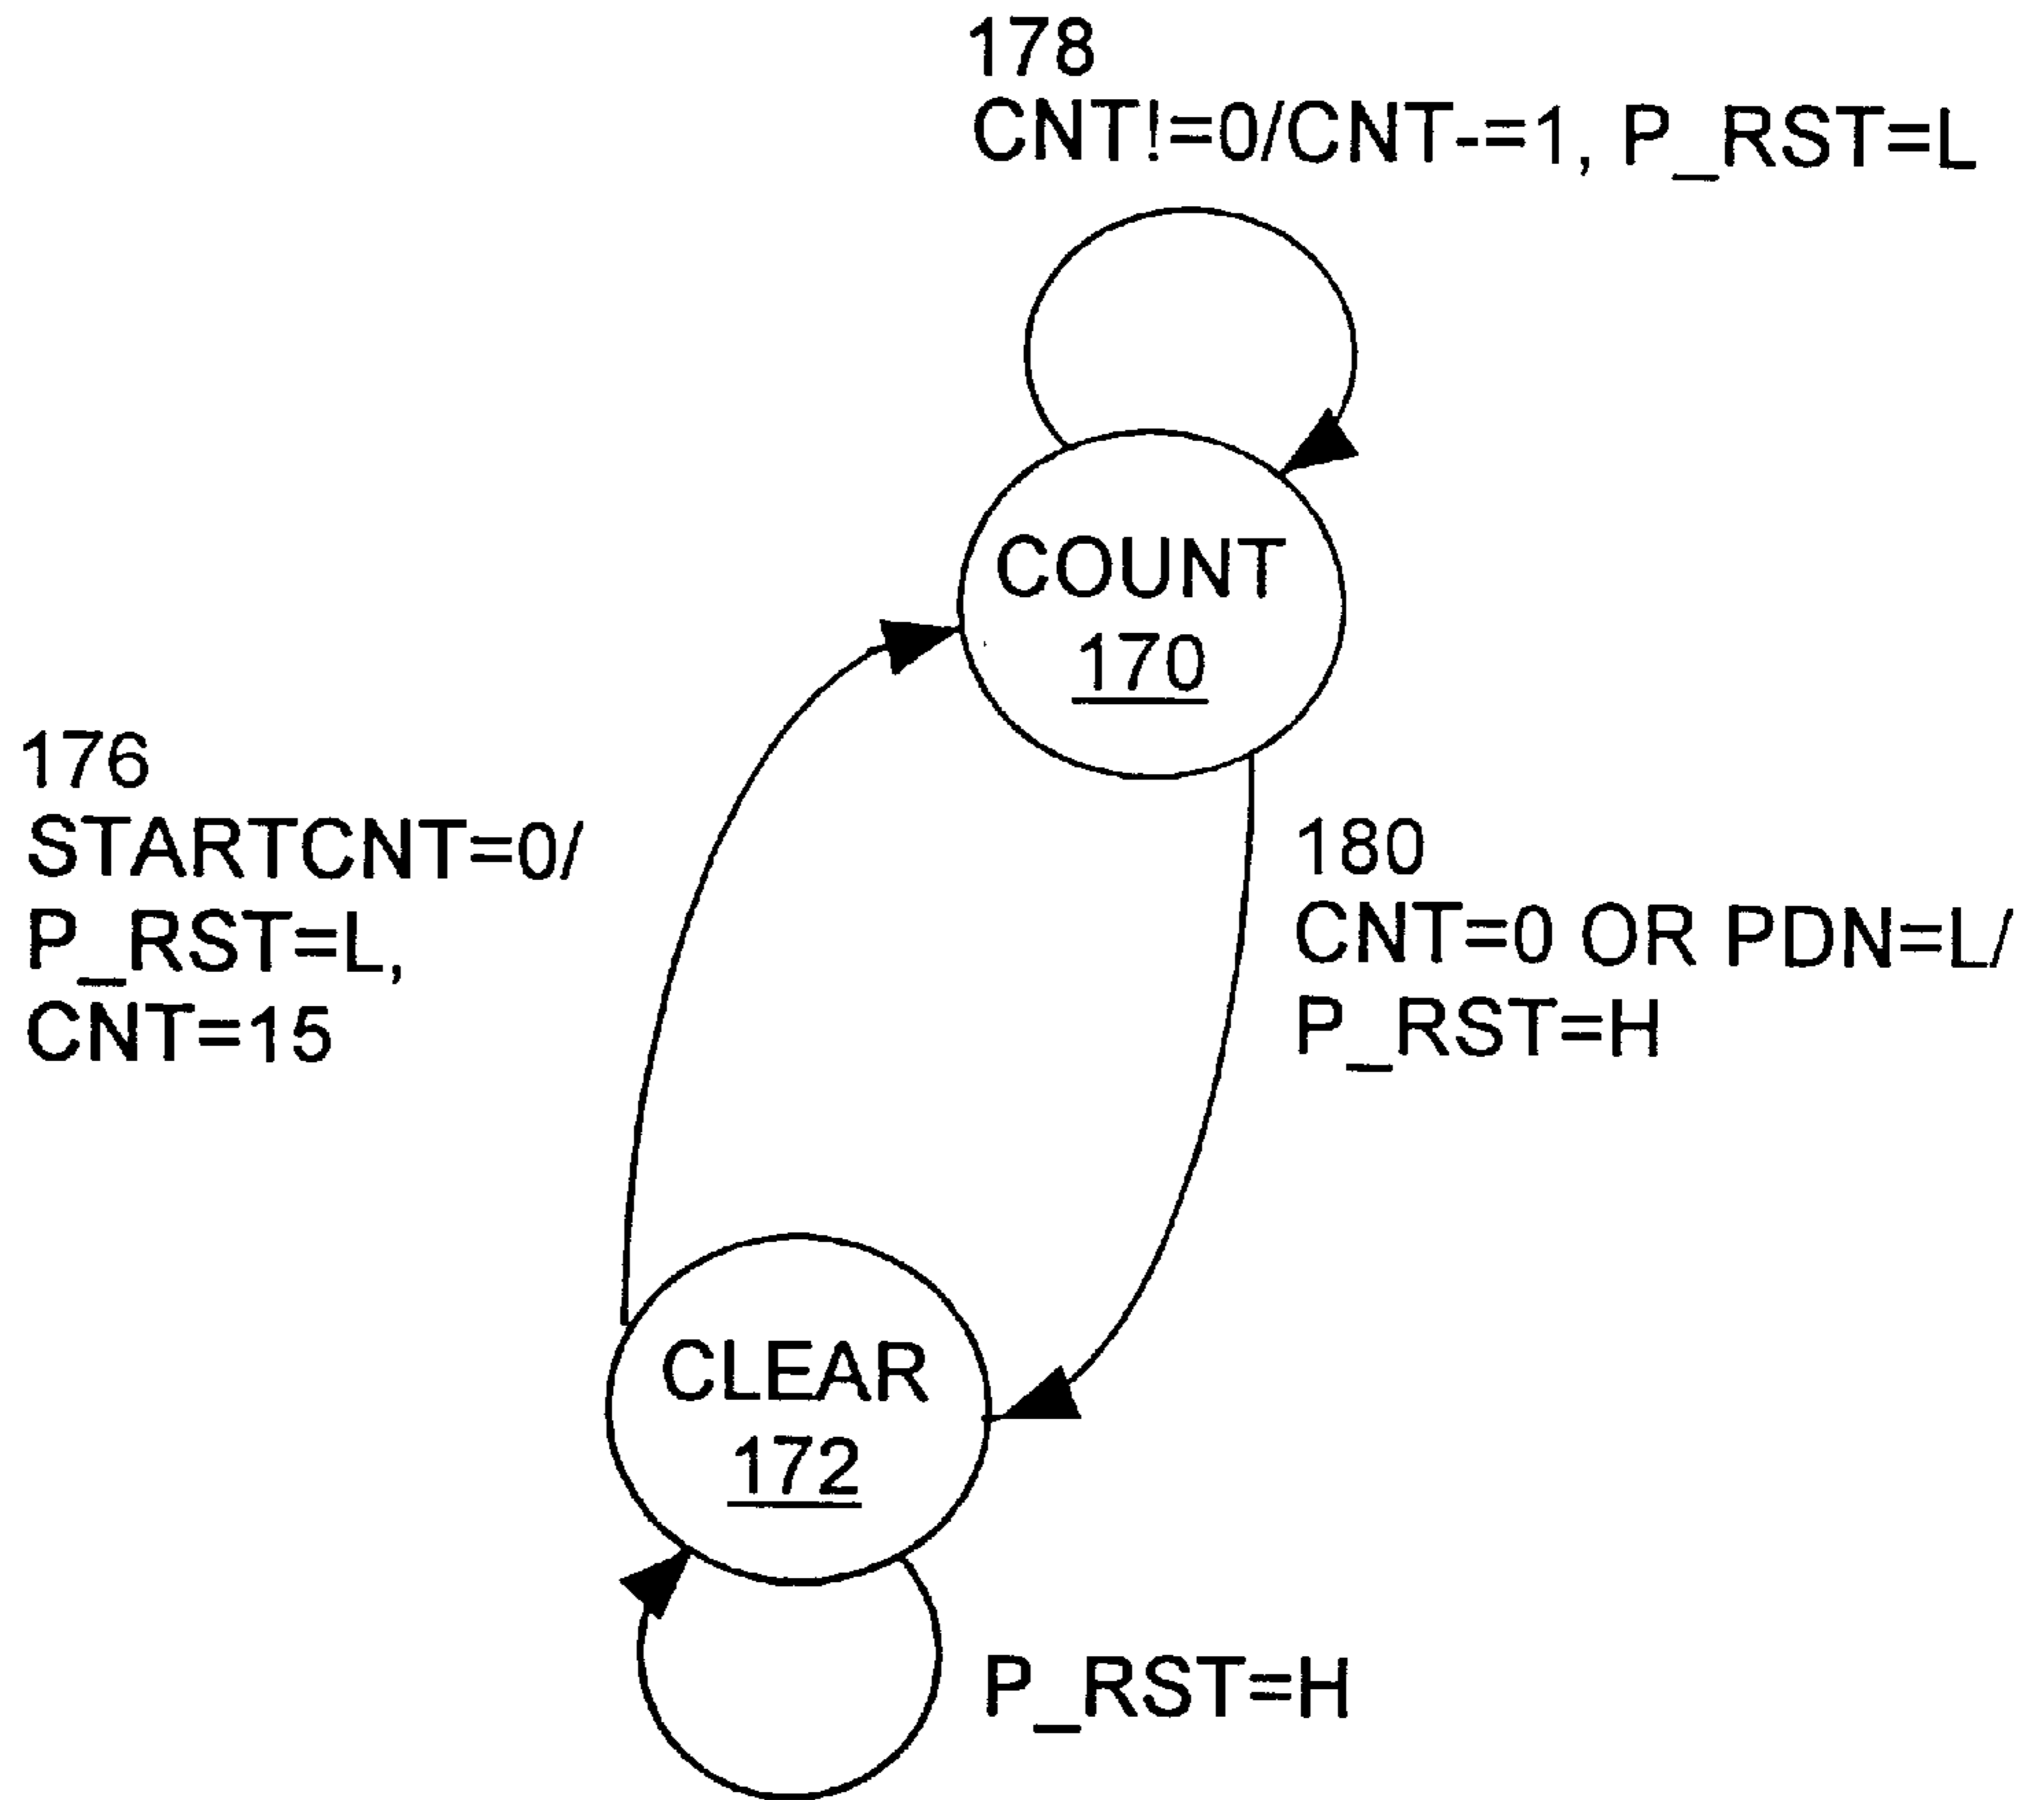 178
CNT!=0/CNT-=1, P_RST=L
COUNT
170
176
STARTCNT=0/
P_RST=L,
CNT=15
180
CNT=0 OR PDN=L/
P_RST=H
CLEAR
172
P_RST=H